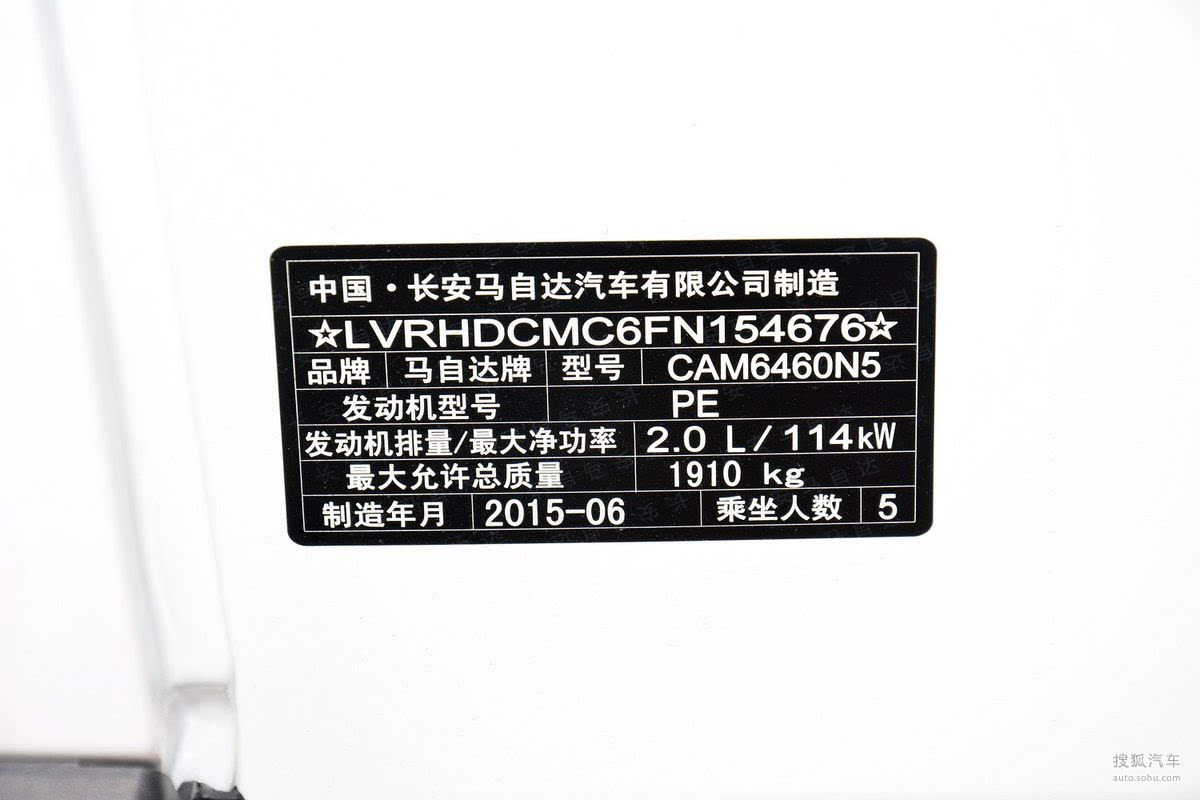 中国·长安马自达汽车有限公司制造
☆LVRHDCMC6FN154676☆
品牌 马自达牌 型号 CAM6460N5
发动机型号 PE
发动机排量/最大净功率 2.0 L/114kW
最大允许总质量 1910 kg
制造年月 2015-06 乘坐人数 5
搜狐汽车
auto.sohu.com